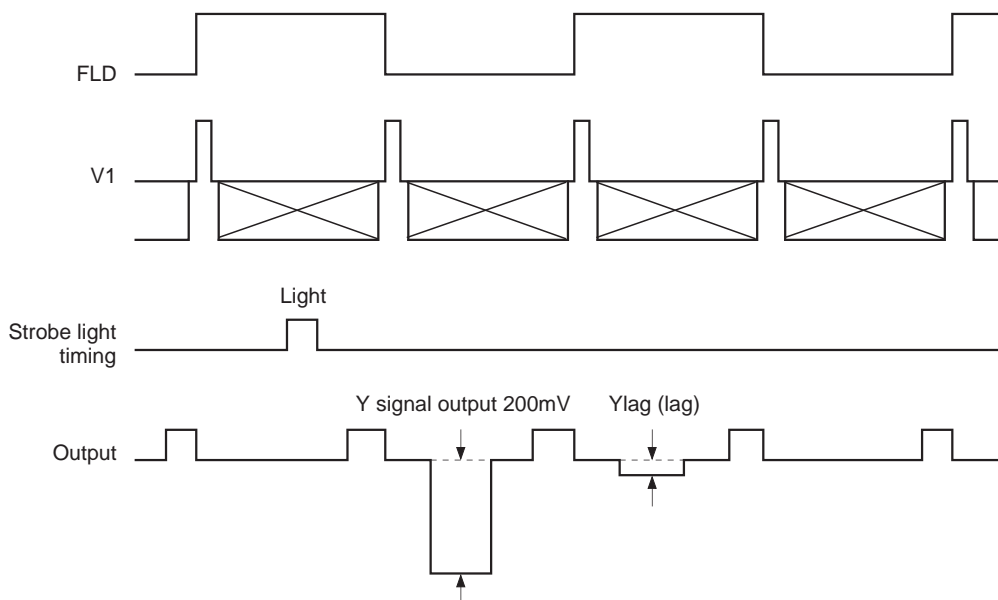 FLD
V1
Light
Strobe light
timing
Y signal output 200mV
Ylag (lag)
Output